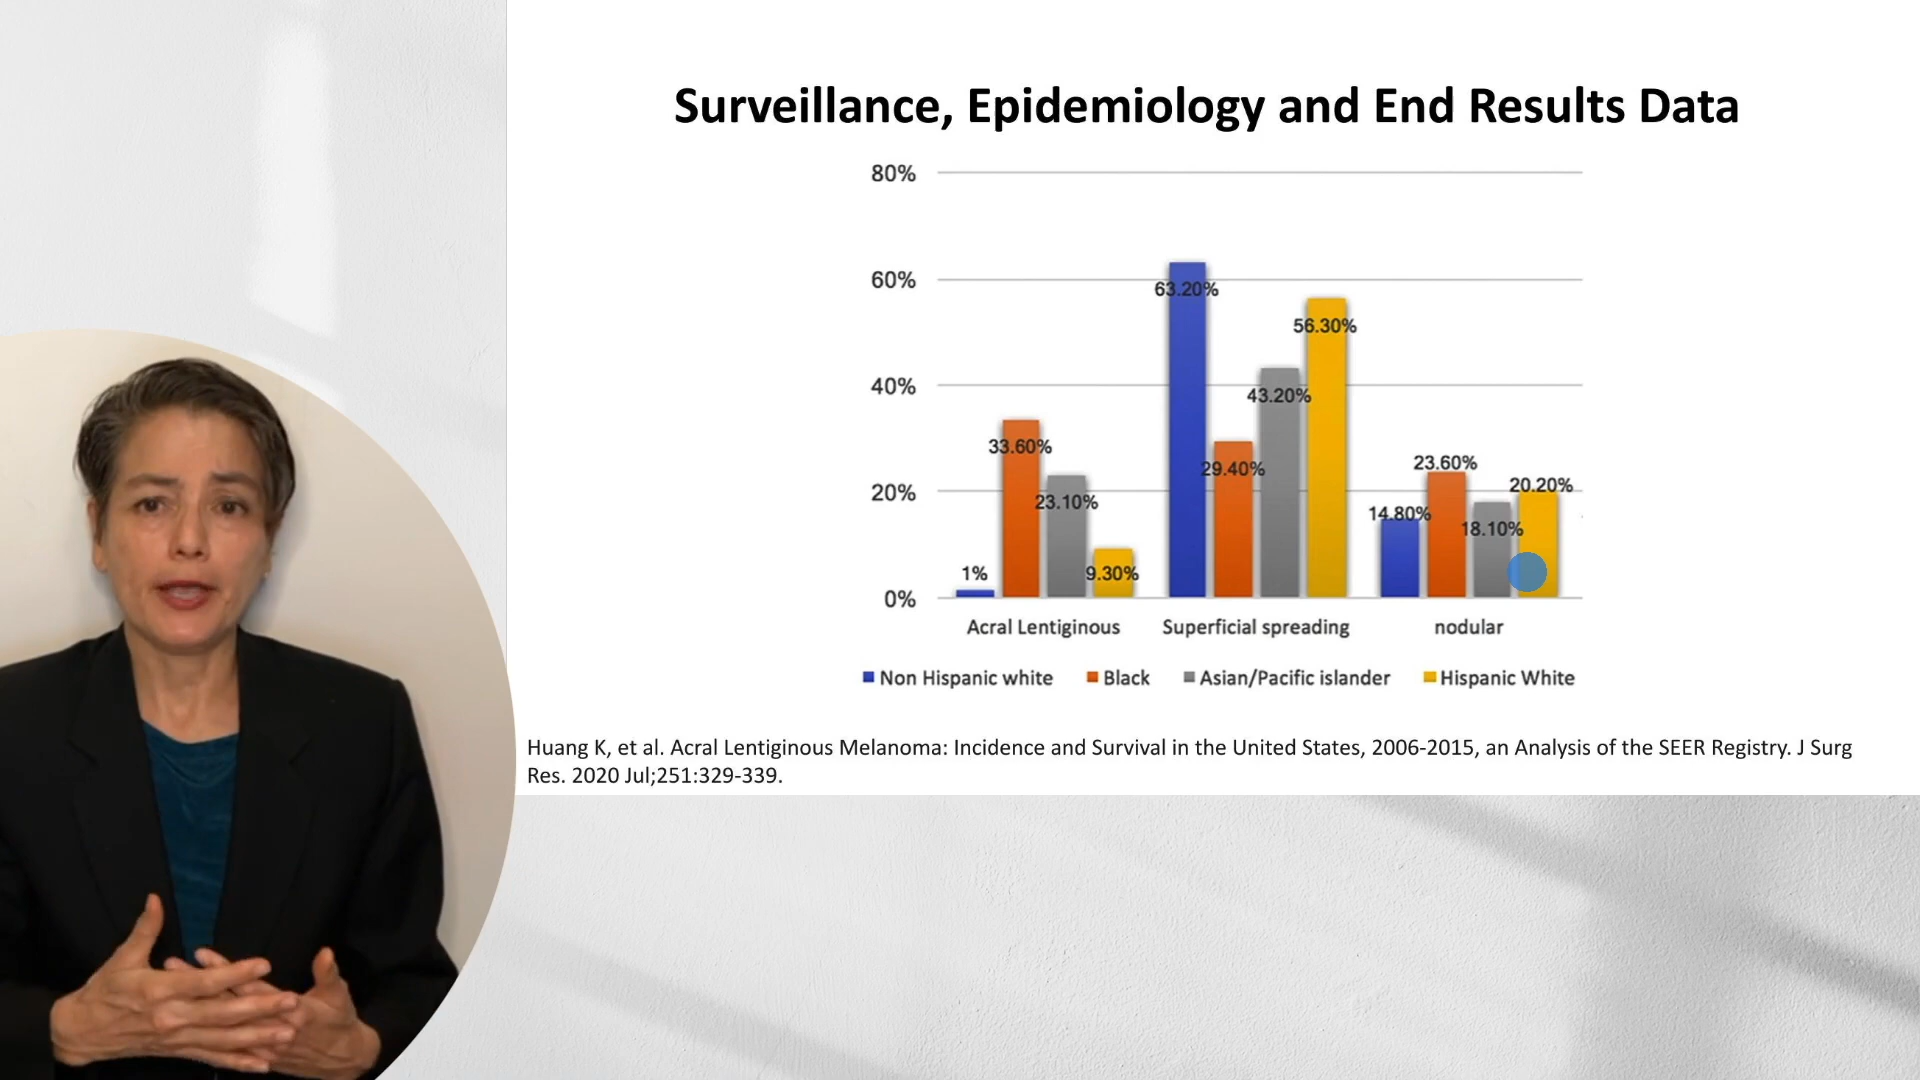 Surveillance, Epidemiology and End Results Data
80%
60%
40%
20%
0%
1%
33.60%
23.10%
9.30%
63.20%
29.40%
43.20%
56.30%
14.80%
23.60%
18.10%
20.20%
Acral Lentiginous
Superficial spreading
nodular
Non Hispanic white
Black
Asian/Pacific islander
Hispanic White
Huang K, et al. Acral Lentiginous Melanoma: Incidence and Survival in the United States, 2006-2015, an Analysis of the SEER Registry. J Surg
Res. 2020 Jul;251:329-339.